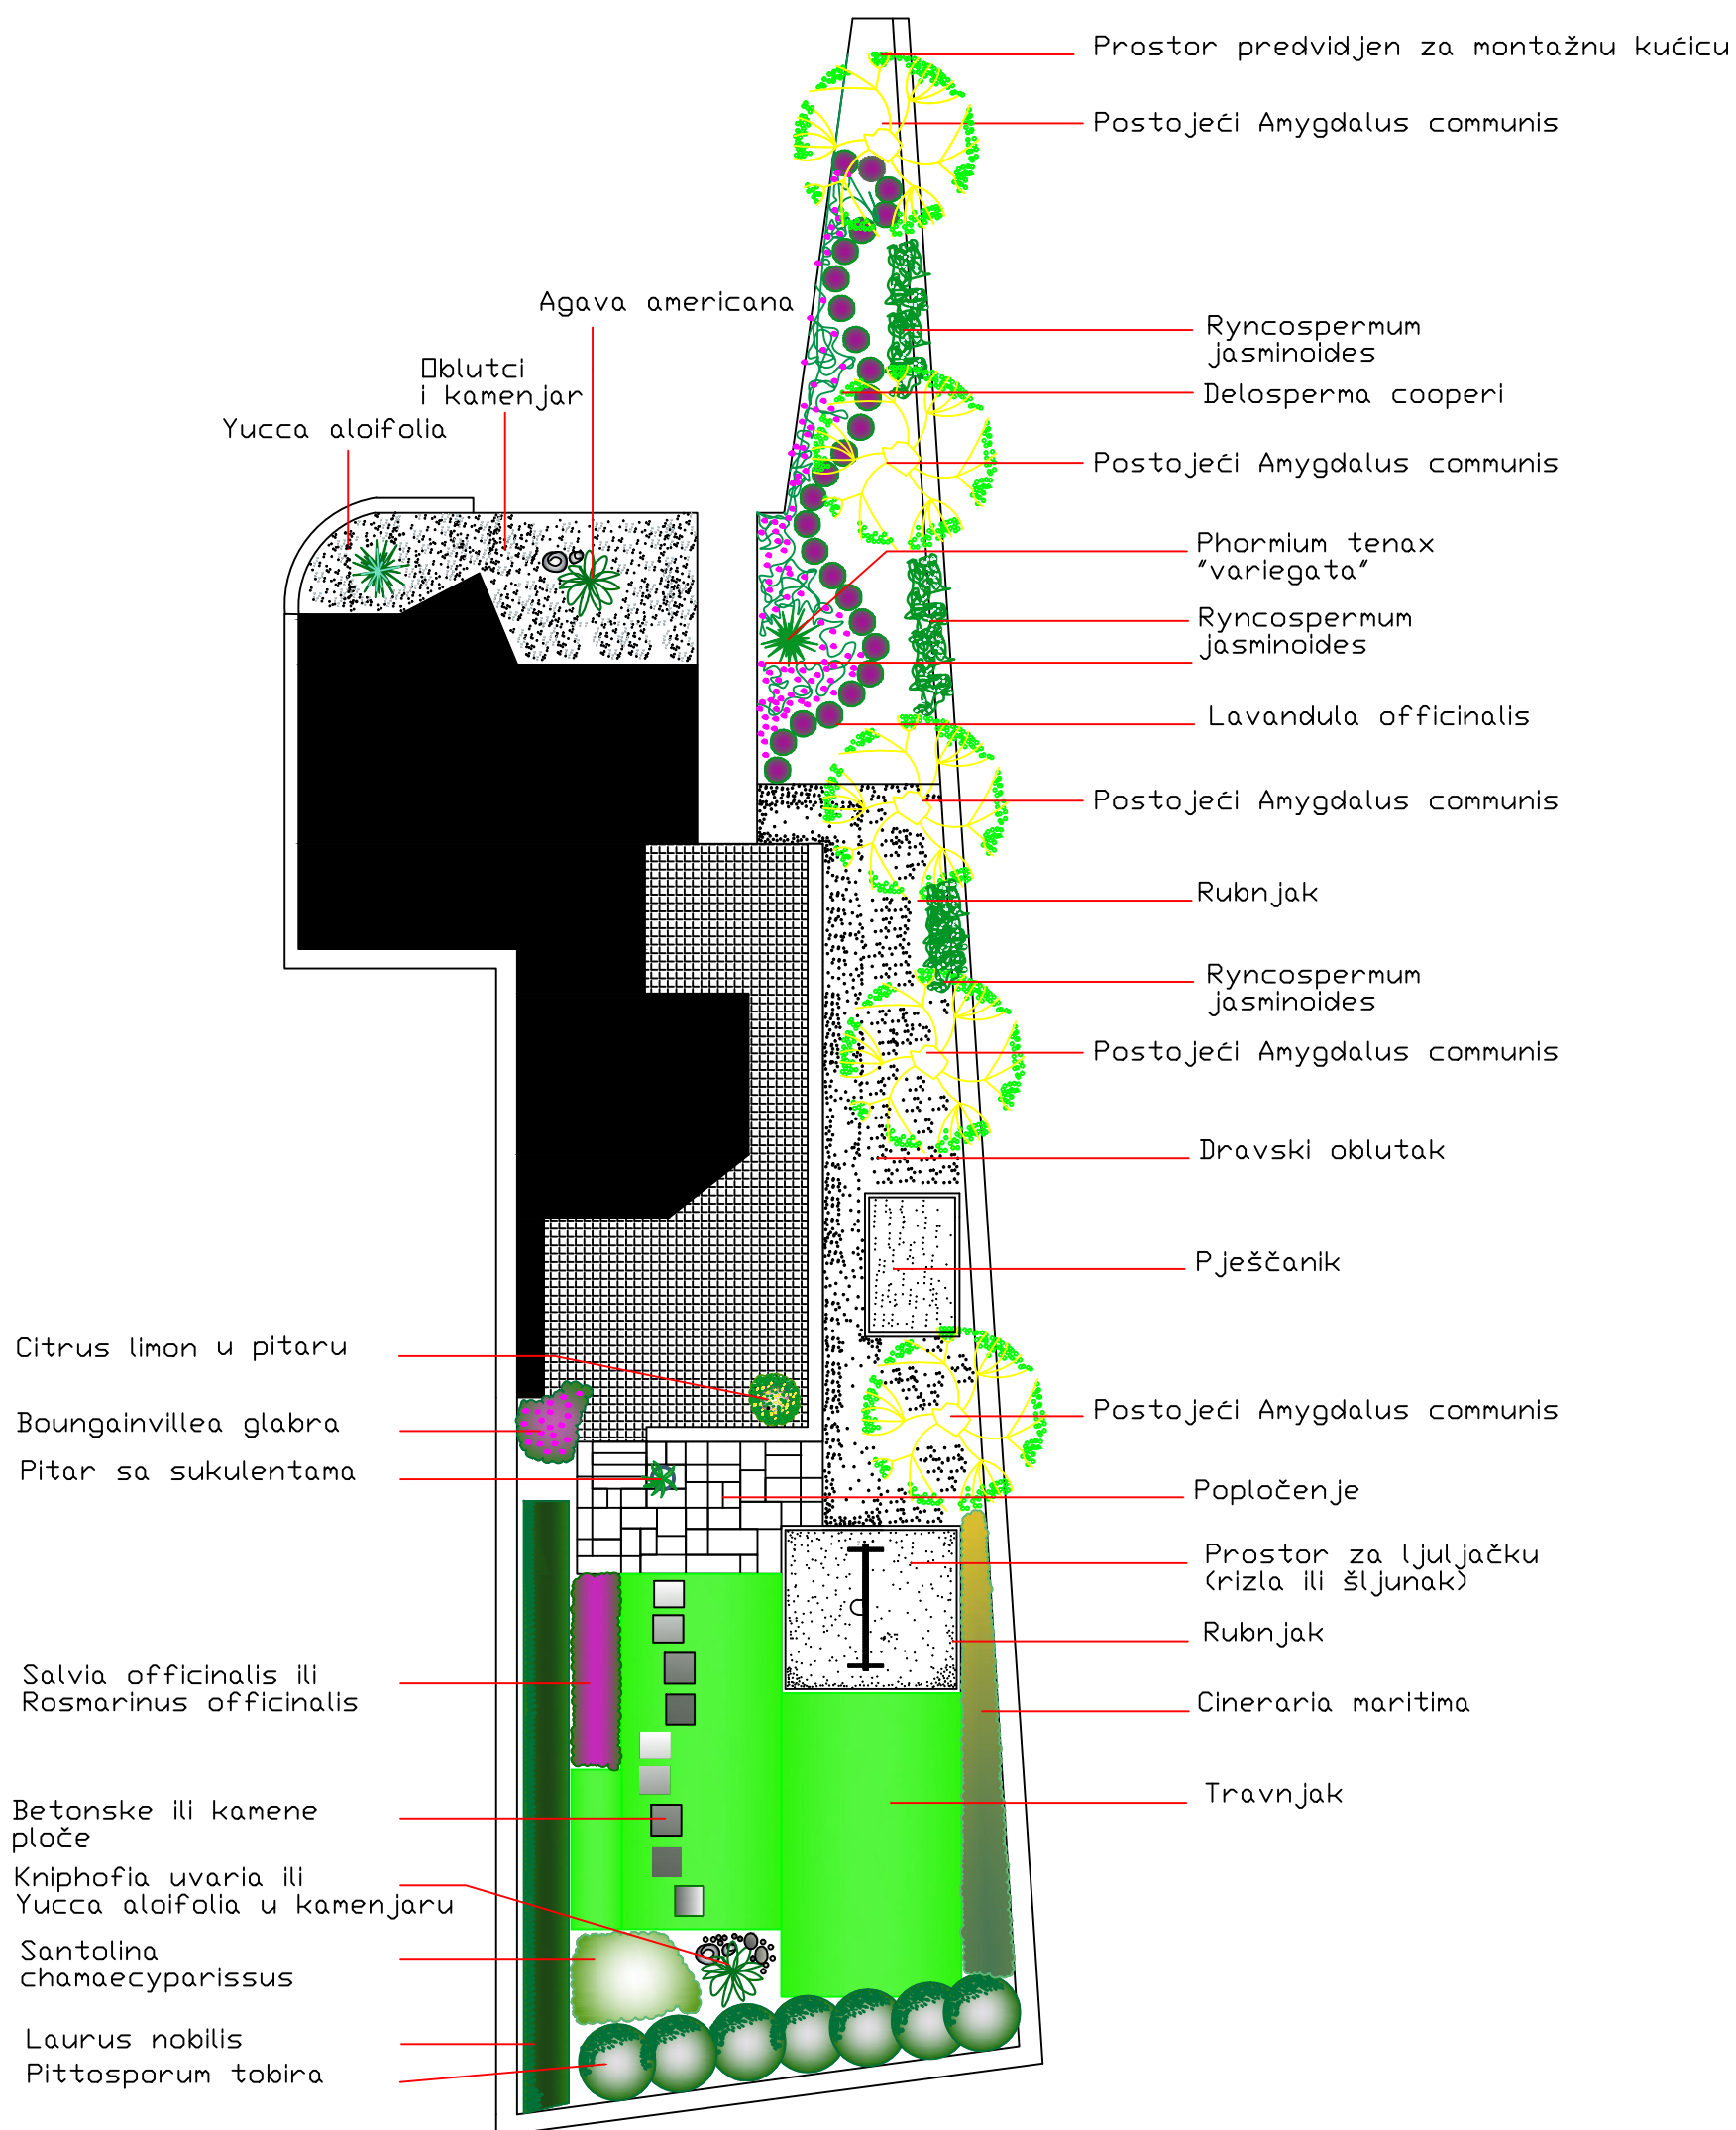 Prostor predvidjen za montažnu kućicu
Postojeći Amygdalus communis
Agava americana
Ryncospermum
jasminoides
Oblutci
i kamenjar
Delosperma cooperi
Yucca aloifolia
Postojeći Amygdalus communis
Phormium tenax
"variegata"
Ryncospermum
jasminoides
Lavandula officinalis
Postojeći Amygdalus communis
Rubnjak
Ryncospermum
jasminoides
Postojeći Amygdalus communis
Dravski oblutak
Pješčanik
Citrus limon u pitaru
Postojeći Amygdalus communis
Boungainvillea glabra
Pitar sa sukulentama
Popločenje
Prostor za ljuljačku
(rizla ili šljunak)
Rubnjak
Salvia officinalis ili
Rosmarinus officinalis
Cineraria maritima
Travnjak
Betonske ili kamene
ploče
Kniphofia uvaria ili
Yucca aloifolia u kamenjaru
Santolina
chamaecyparissus
Laurus nobilis
Pittosporum tobira